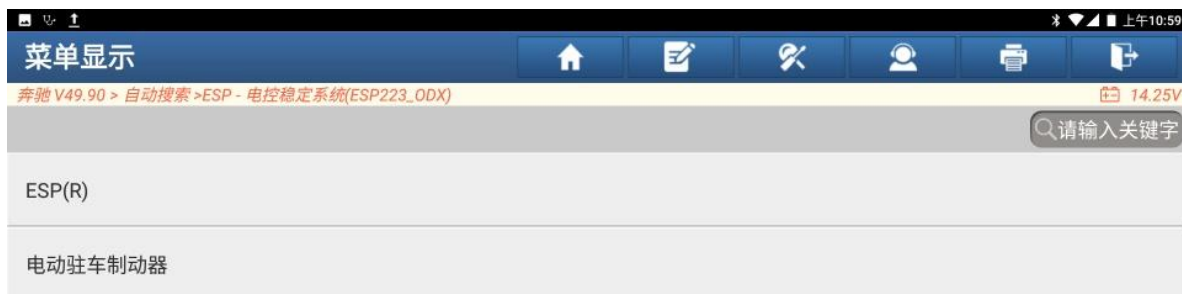 上午10:59
菜单显示
奔驰 V49.90 > 自动搜索 >ESP - 电控稳定系统(ESP223_ODX)
14.25V
请输入关键字
ESP(R)
电动驻车制动器